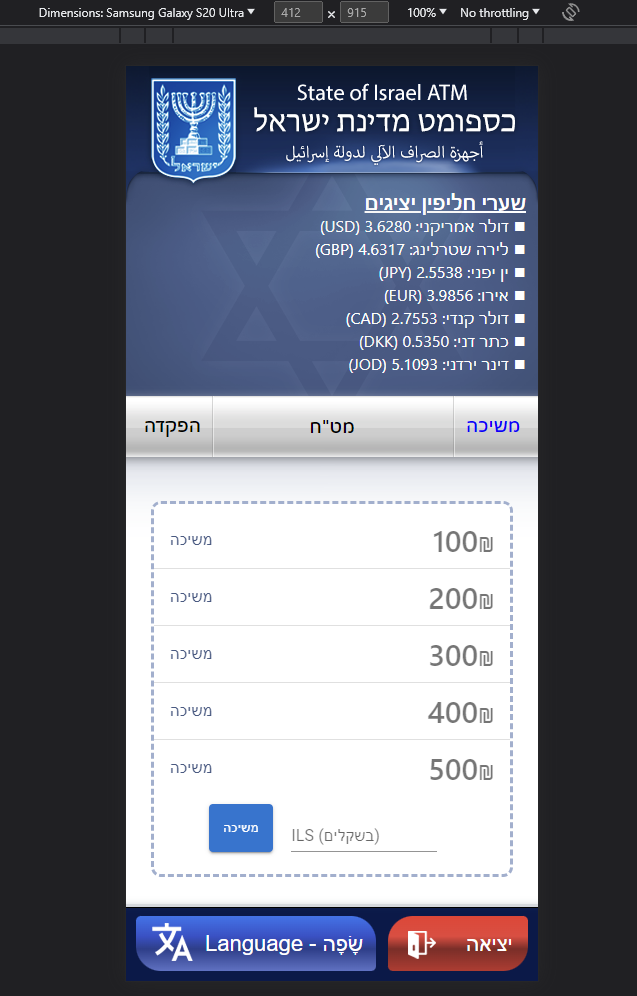 Dimensions: Samsung Galaxy S20 Ultra 412 × 915 100% No throttling
State of Israel ATM
כספומט מדינת ישראל
أجهزة الصراف الآلي لدولة إسرائيل
ישראל
שערי חליפין יציגים
■ דולר אמריקני: 3.6280 (USD)
■ לירה שטרלינג: 4.6317 (GBP)
■ ין יפני: 2.5538 (JPY)
■ אירו: 3.9856 (EUR)
■ דולר קנדי: 2.7553 (CAD)
■ כתר דני: 0.5350 (DKK)
■ דינר ירדני: 5.1093 (JOD)
משיכה מט"ח הפקדה
100₪ משיכה
200₪ משיכה
300₪ משיכה
400₪ משיכה
500₪ משיכה
ILS (בשקלים) משיכה
יציאה שָׂפָה - Language